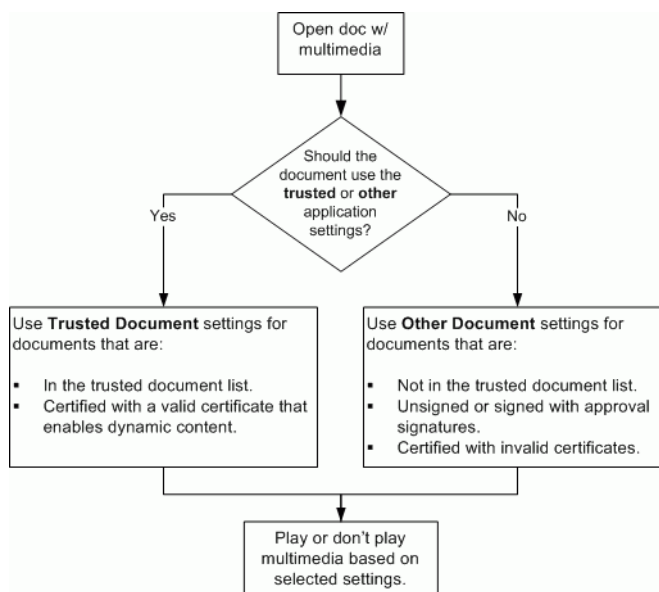 Open doc w/
multimedia
Should the
document use the
trusted or other
application
settings?
Yes
No
Use Trusted Document settings for
documents that are:
▪ In the trusted document list.
▪ Certified with a valid certificate that
enables dynamic content.
Use Other Document settings for
documents that are:
▪ Not in the trusted document list.
▪ Unsigned or signed with approval
signatures.
▪ Certified with invalid certificates.
Play or don't play
multimedia based on
selected settings.